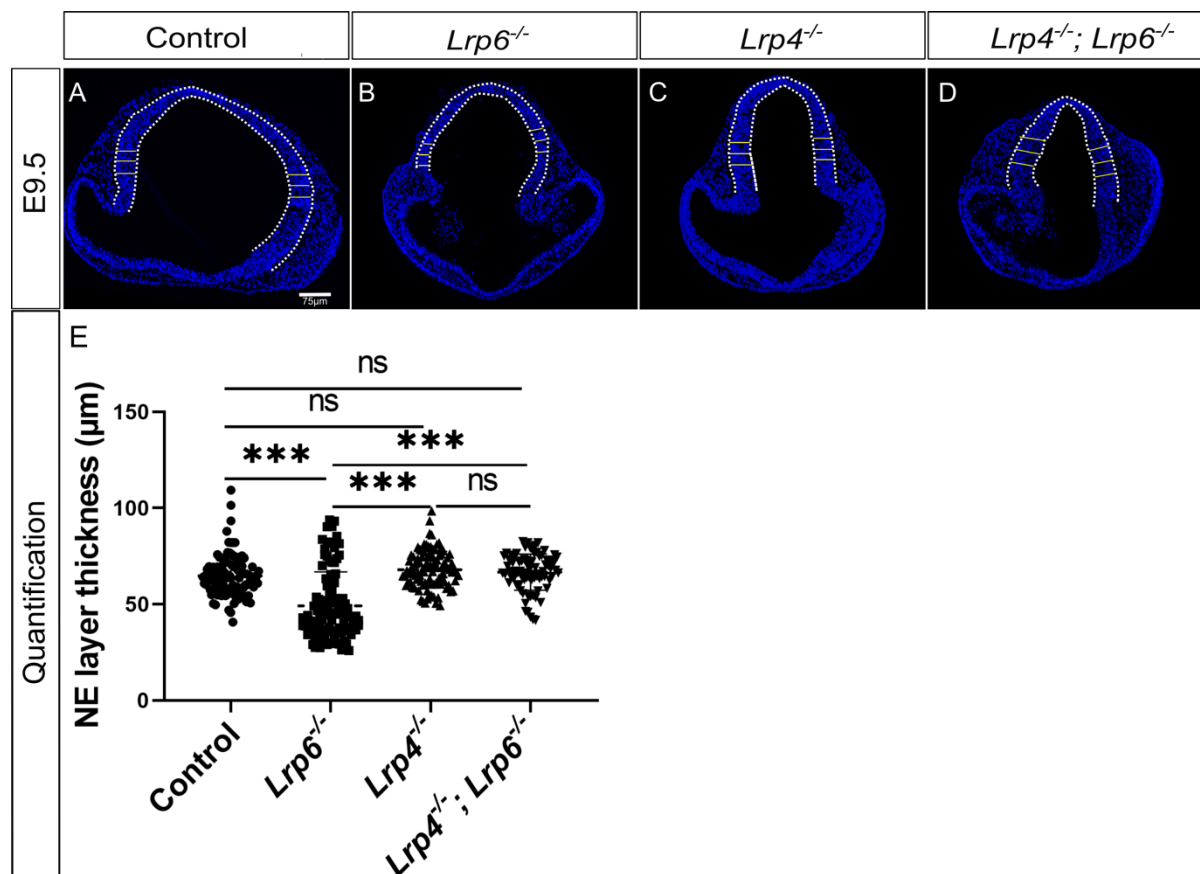 Control
Lrp6-/-
Lrp4-/-
Lrp4-/-; Lrp6-/-
E9.5
A
B
C
D
75µm
Quantification
E
NE layer thickness (µm)
ns
ns
***
***
***
ns
150
100
50
0
Control
Lrp6-/-
Lrp4-/-
Lrp4-/-; Lrp6-/-